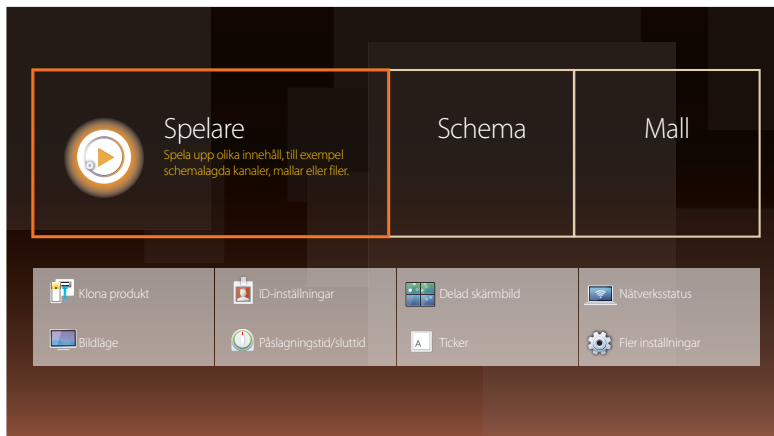 Spelare
Spela upp olika innehåll, till exempel
schemalagda kanaler, mallar eller filer.
Schema
Mall
Klona produkt
ID-inställningar
Delad skärmbild
Nätverksstatus
Bildläge
Påslagningstid/sluttid
A
Ticker
Fler inställningar